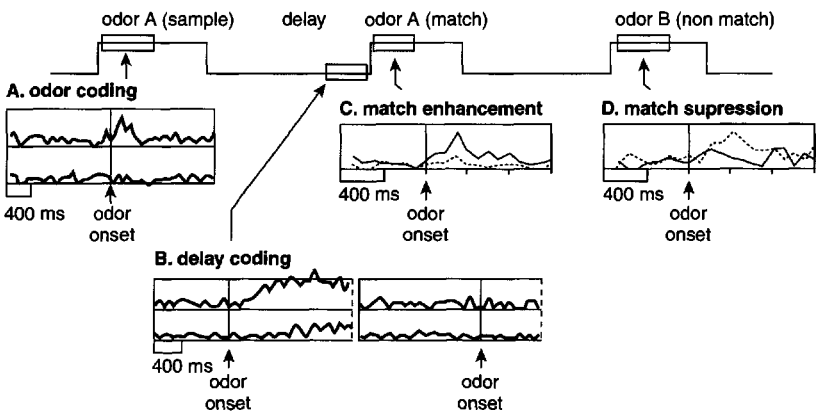 odor A (sample) delay odor A (match) odor B (non match)
A. odor coding
400 ms
odor
onset
C. match enhancement
400 ms
odor
onset
D. match supression
400 ms
odor
onset
B. delay coding
400 ms
odor
onset
odor
onset